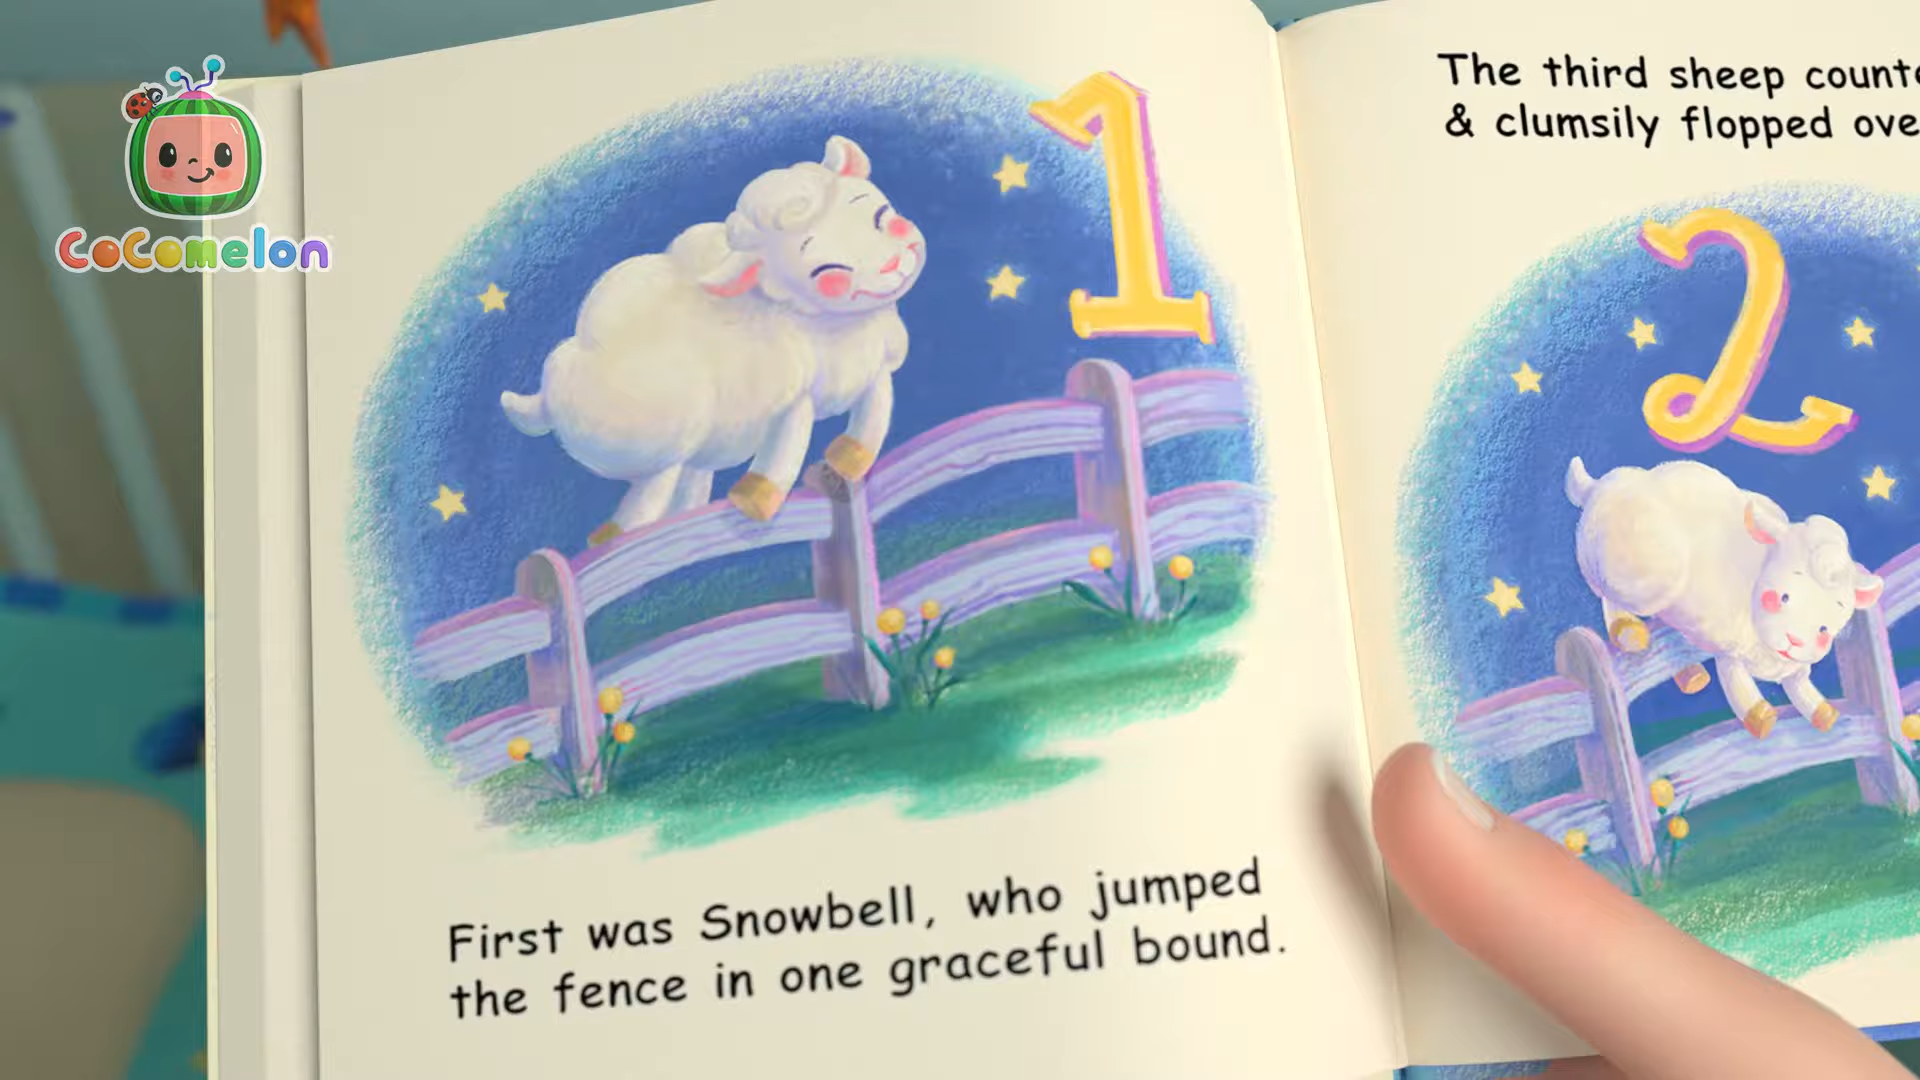 CoComelon
1
First was Snowbell, who jumped
the fence in one graceful bound.
The third sheep
& clumsily flopped
2